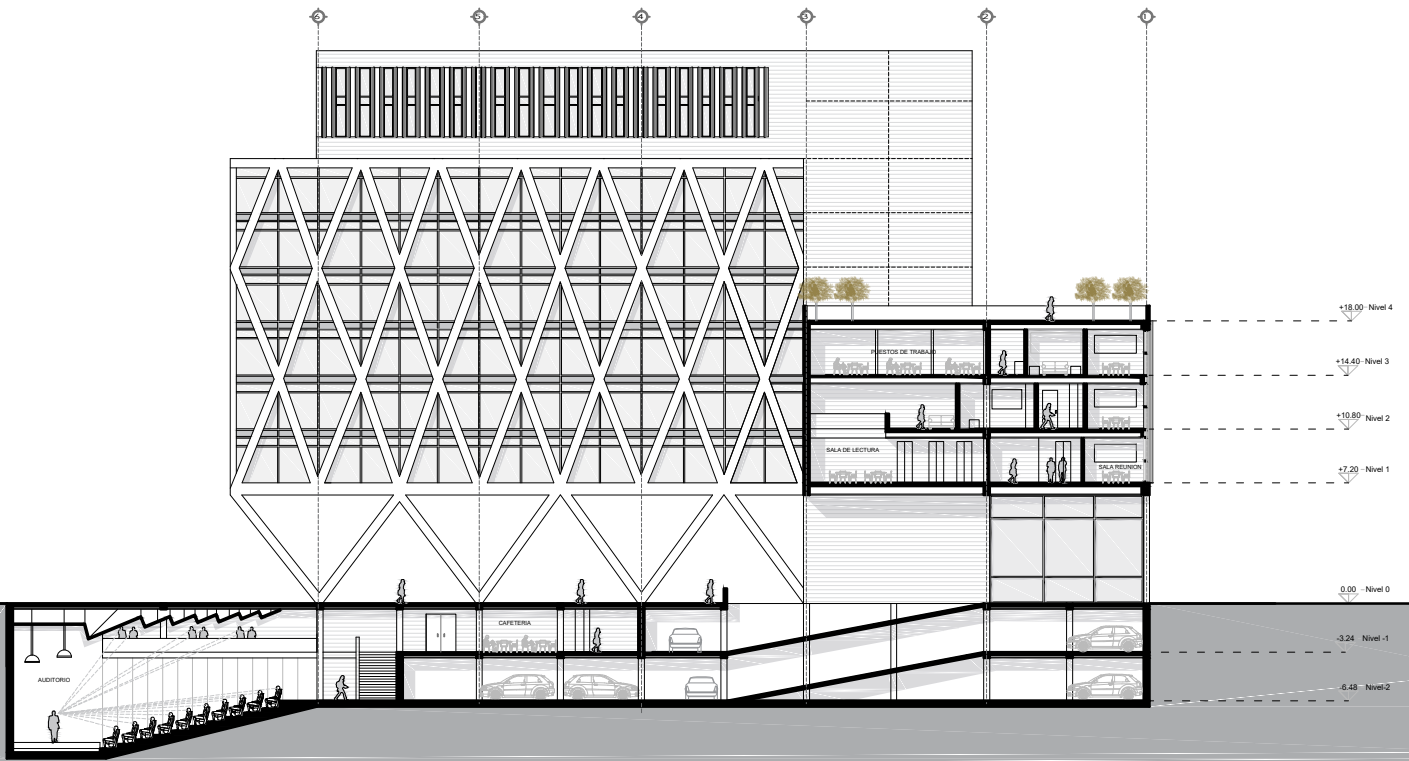 6 5 4 3 2 1
+18.00 Nivel 4
PUESTOS DE TRABAJO
+14.40 Nivel 3
+10.80 Nivel 2
SALA DE LECTURA
SALA REUNION
+7.20 Nivel 1
0.00 Nivel 0
CAFETERIA
-3.24 Nivel -1
AUDITORIO
-6.48 Nivel-2